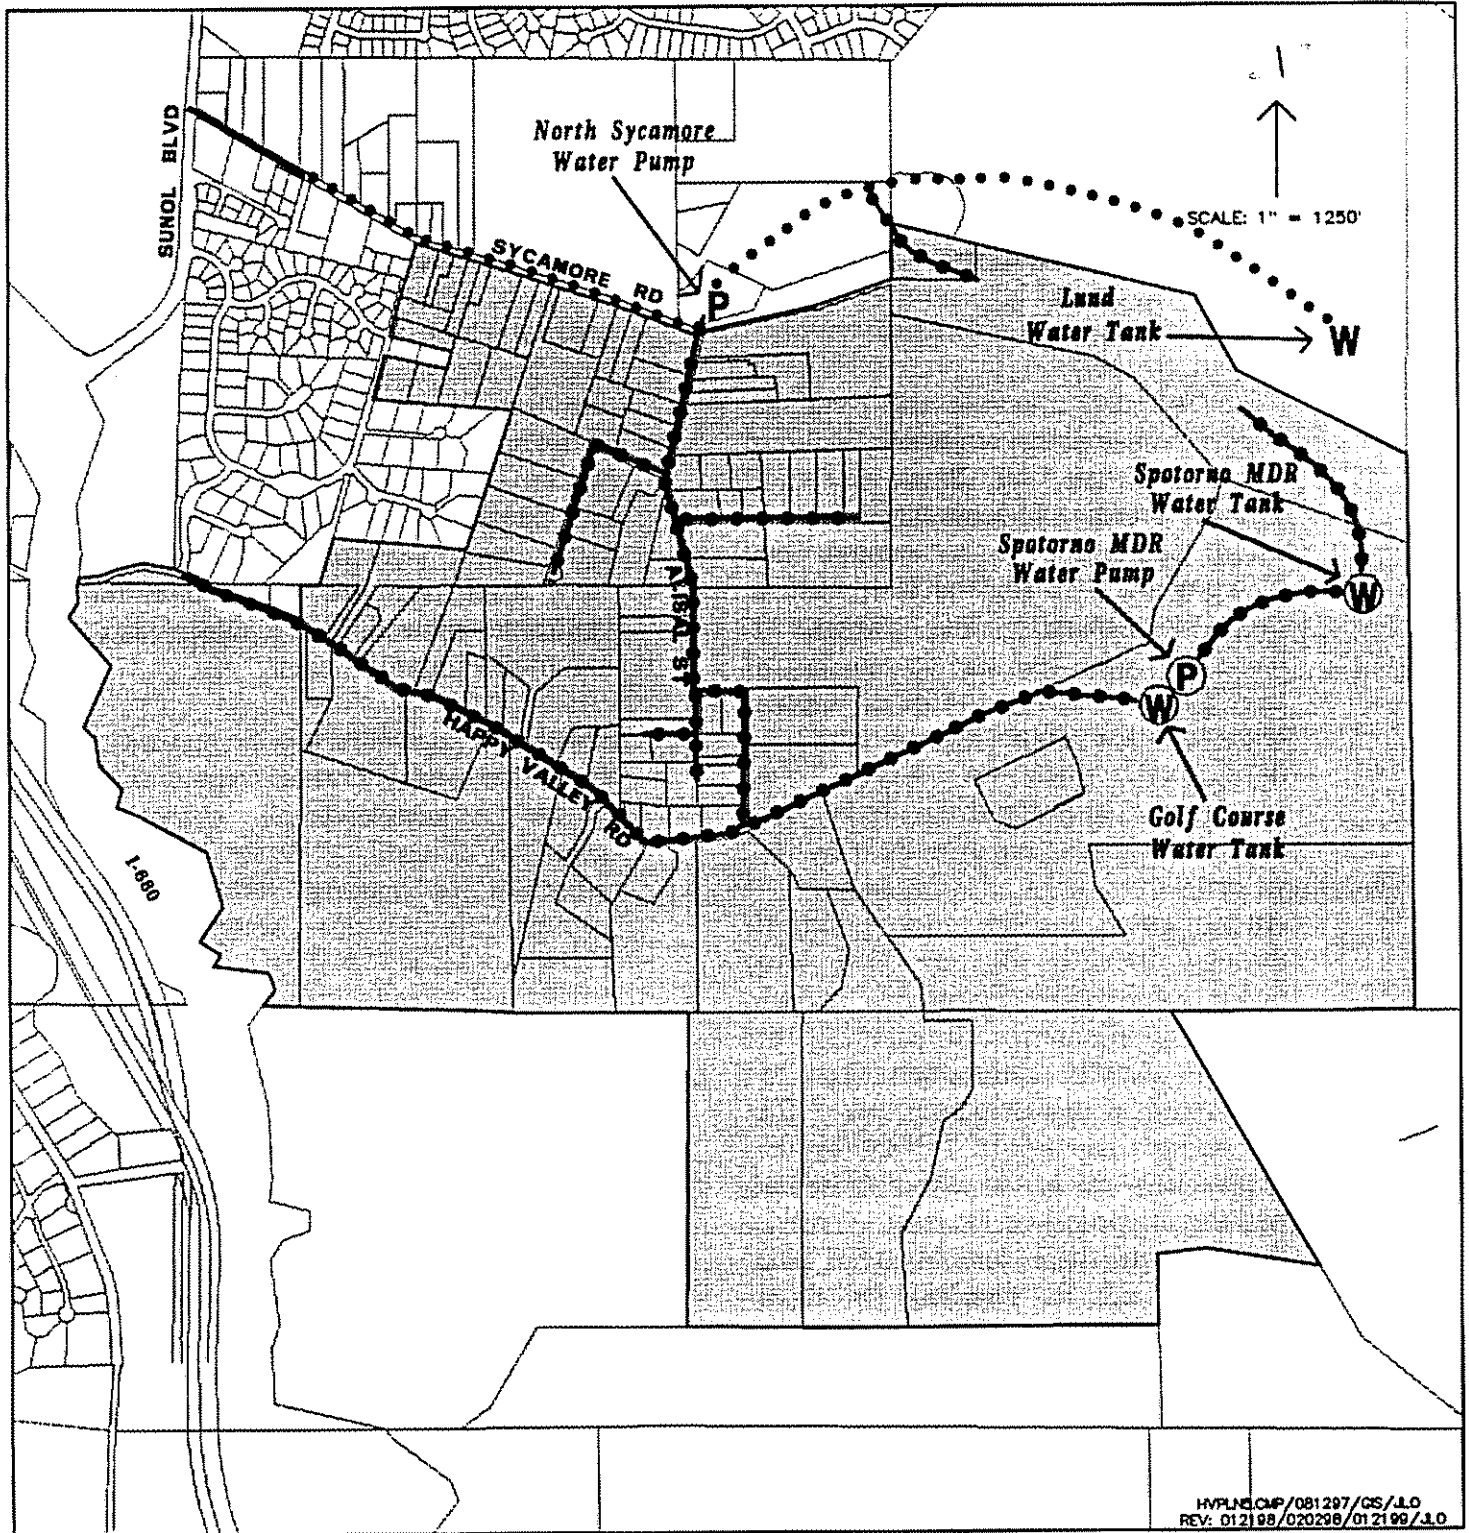 SUNOL BLVD
North Sycamore
Water Pump
SCALE: 1" = 1250'
SYCAMORE RD
P
Lund
Water Tank
W
Spotorno MDR
Water Tank
Spotorno MDR
Water Pump
ALISAL ST
W
P
W
HAPPY VALLEY RD
Golf Course
Water Tank
I-680
HVPLN5.CMP/081297/GIS/JLO
REV: 012198/020298/012199/JLO